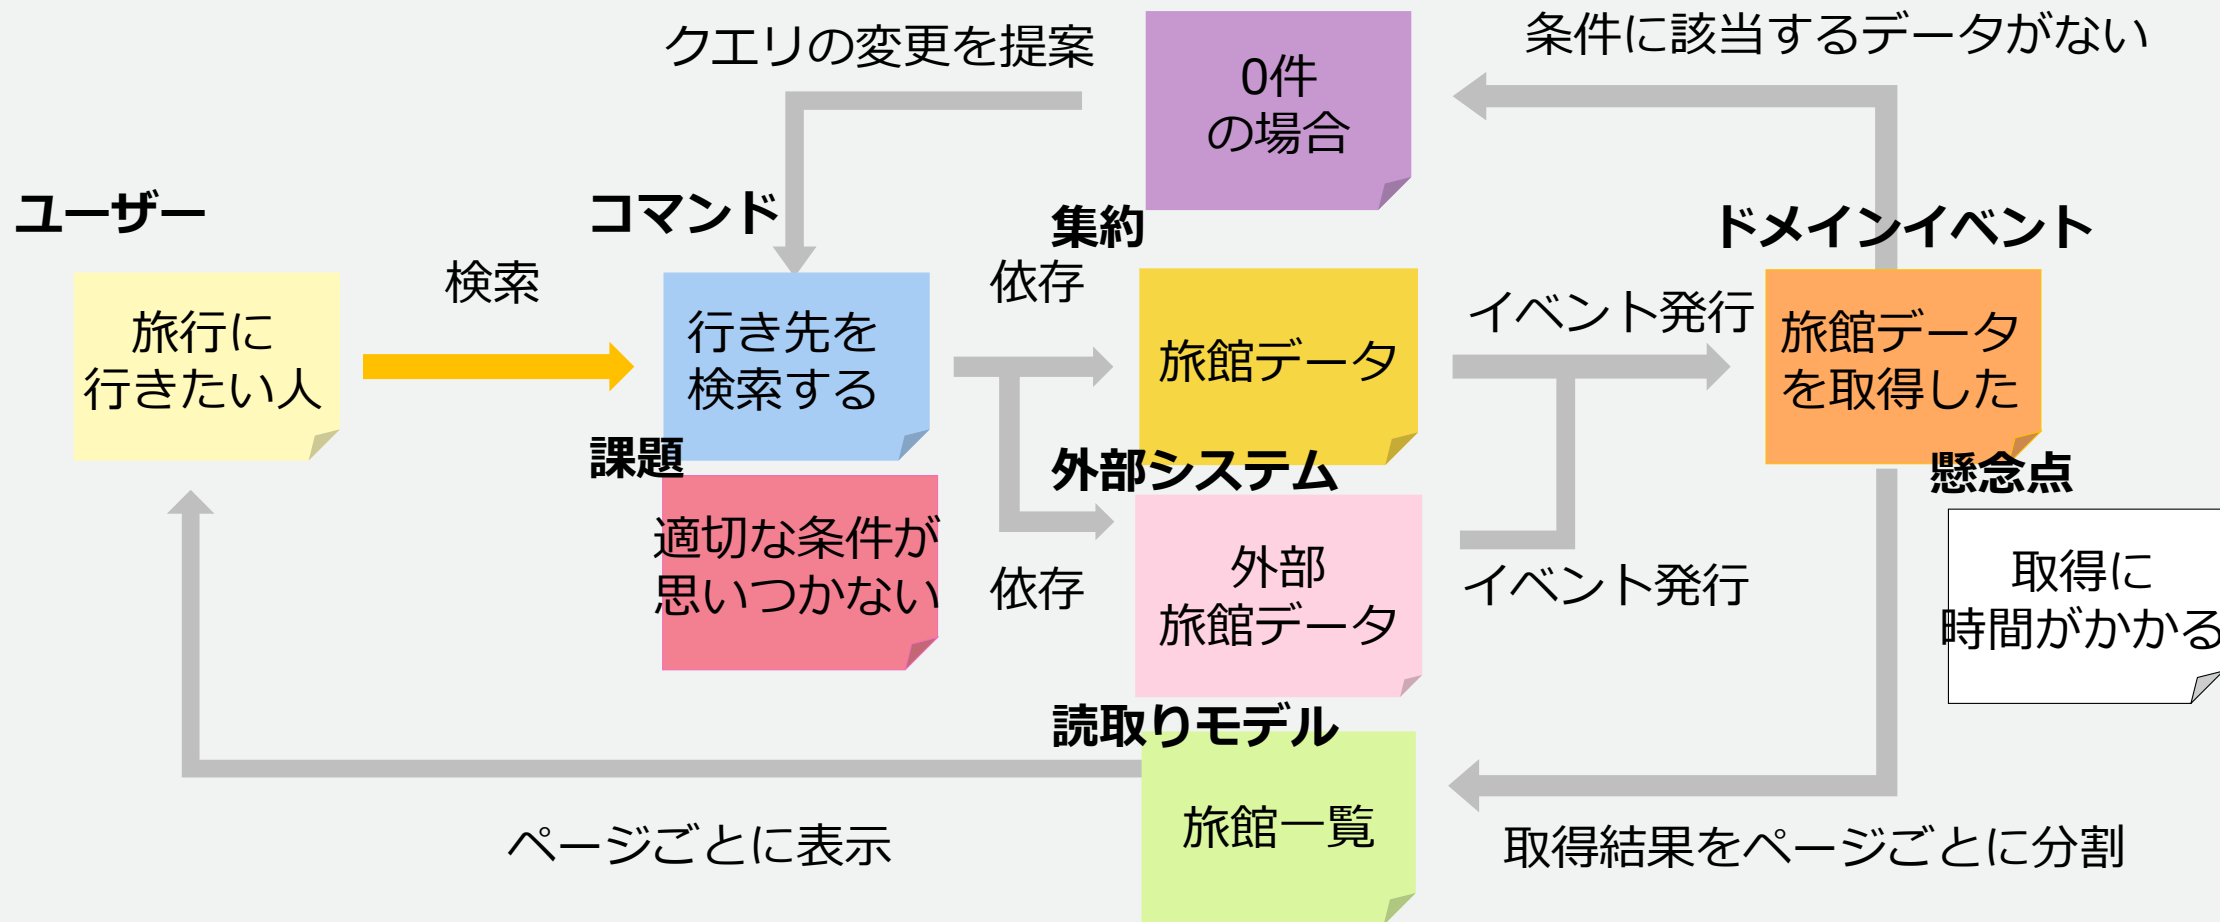 クエリの変更を提案
0件
の場合
条件に該当するデータがない
ユーザー
コマンド
集約
ドメインイベント
旅行に
行きたい人
検索
行き先を
検索する
依存
旅館データ
イベント発行
旅館データ
を取得した
課題
適切な条件が
思いつかない
依存
外部システム
外部
旅館データ
イベント発行
懸念点
取得に
時間がかかる
読取りモデル
旅館一覧
ページごとに表示
取得結果をページごとに分割